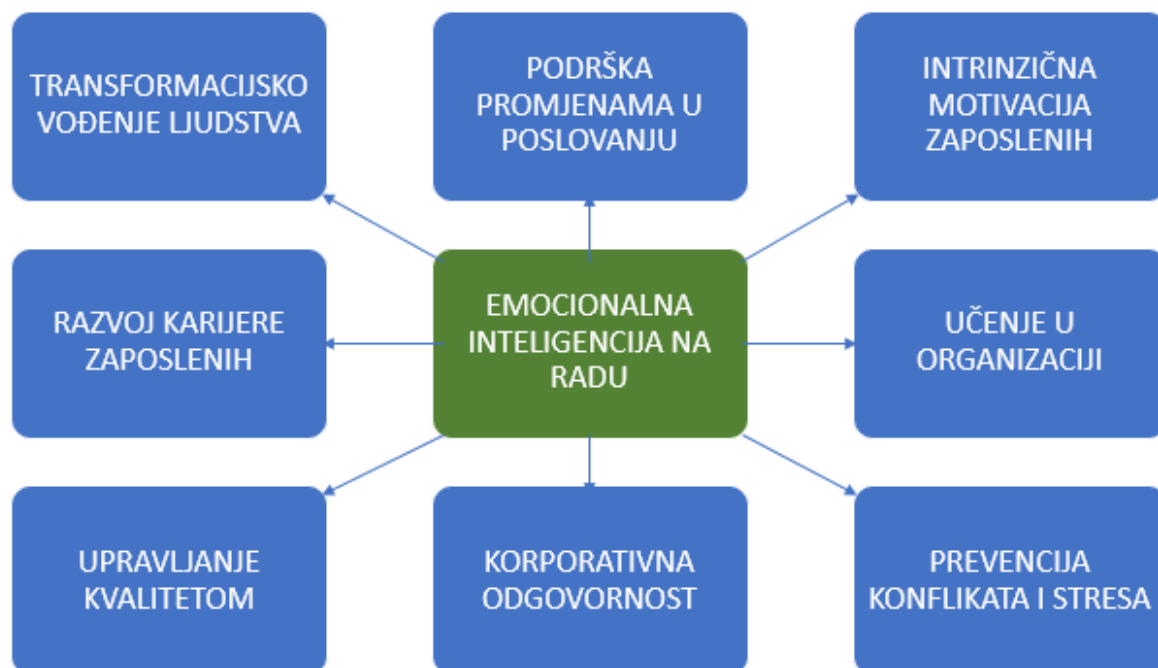 TRANSFORMACIJSKO
VOĐENJE LJUDSTVA
PODRŠKA
PROMJENAMA U
POSLOVANJU
INTRINZIČNA
MOTIVACIJA
ZAPOSLENIH
RAZVOJ KARIJERE
ZAPOSLENIH
EMOCIONALNA
INTELIGENCIJA NA
RADU
UČENJE U
ORGANIZACIJI
UPRAVLJANJE
KVALITETOM
KORPORATIVNA
ODGOVORNOST
PREVENCIJA
KONFLIKATA I STRESA